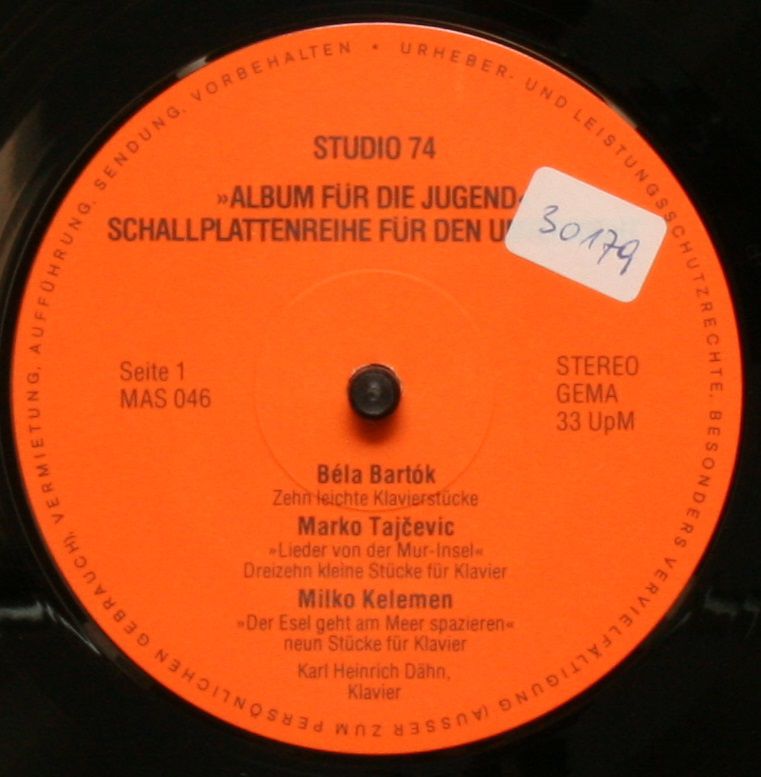 URHEBER- UND LEISTUNGSSCHUTZRECHTE, BESONDERS VERVIELFÄLTIGUNG (AUSSER ZUM PERSÖNLICHEN GEBRAUCH), VERMIETUNG, AUFFÜHRUNG, SENDUNG, VORBEHALTEN •
STUDIO 74
»ALBUM FÜR DIE JUGEND«
SCHALLPLATTENREIHE FÜR DEN
30179
Seite 1
MAS 046
STEREO
GEMA
33 UpM
Béla Bartók
Zehn leichte Klavierstücke
Marko Tajčevic
»Lieder von der Mur-Insel«
Dreizehn kleine Stücke für Klavier
Milko Kelemen
»Der Esel geht am Meer spazieren«
neun Stücke für Klavier
Karl Heinrich Dähn,
Klavier